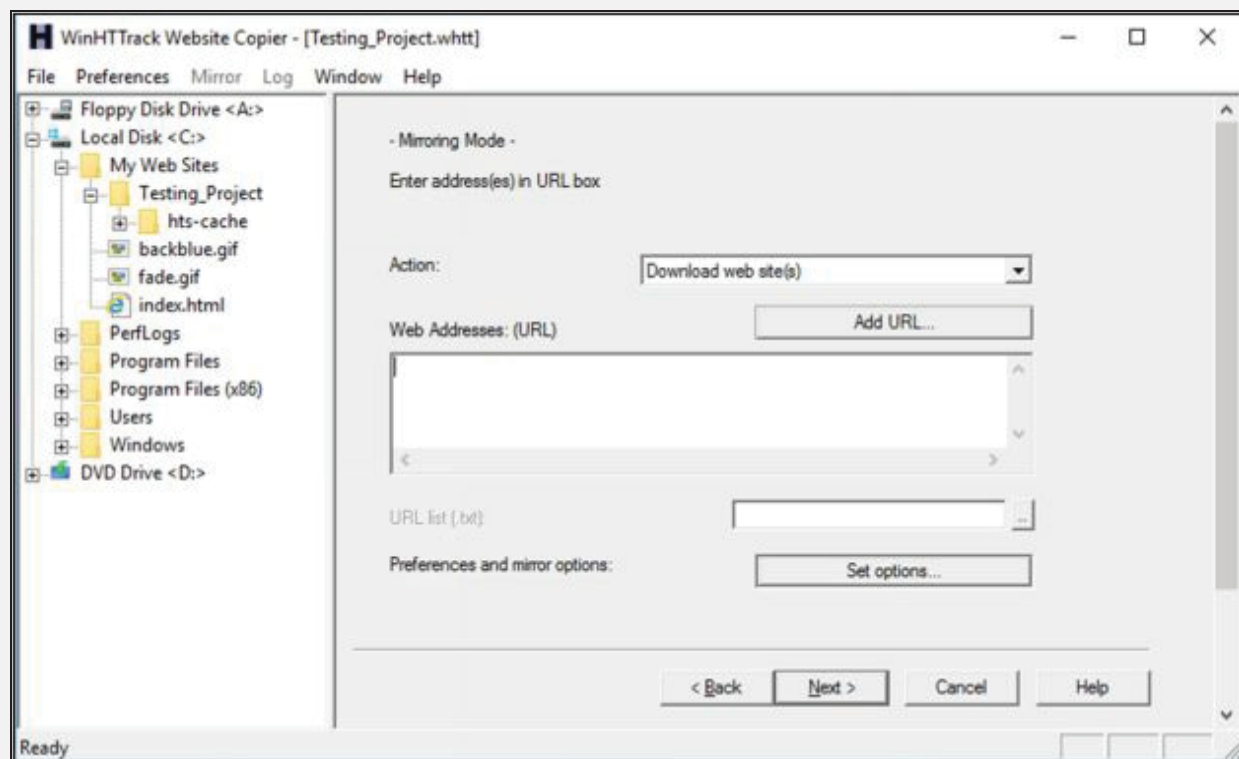 WinHTTrack Website Copier - [Testing_Project.whtt]
File Preferences Mirror Log Window Help
Floppy Disk Drive <A:>
Local Disk <C:>
My Web Sites
Testing_Project
hts-cache
backblue.gif
fade.gif
index.html
PerfLogs
Program Files
Program Files (x86)
Users
Windows
DVD Drive <D:>
- Mirroring Mode -
Enter address(es) in URL box
Action:
Download web site(s)
Add URL...
Web Addresses: (URL)
URL list (.txt)
..
Preferences and mirror options:
Set options...
< Back Next > Cancel Help
Ready